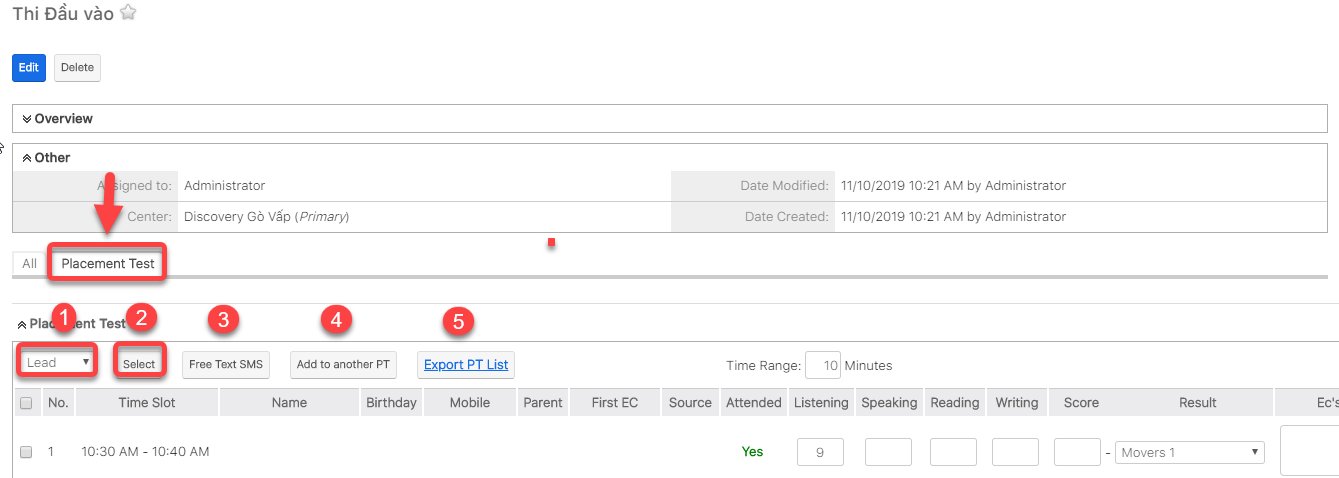 Thi Đầu vào
Edit Delete
Overview
Other
Assigned to: Administrator Date Modified: 11/10/2019 10:21 AM by Administrator
Center: Discovery Gò Vấp (Primary) Date Created: 11/10/2019 10:21 AM by Administrator
All Placement Test
1 2 3 4 5
Placement Test
Lead Select Free Text SMS Add to another PT Export PT List Time Range: 10 Minutes
No. Time Slot Name Birthday Mobile Parent First EC Source Attended Listening Speaking Reading Writing Score Result Ec's
1 10:30 AM - 10:40 AM Yes 9 - Movers 1